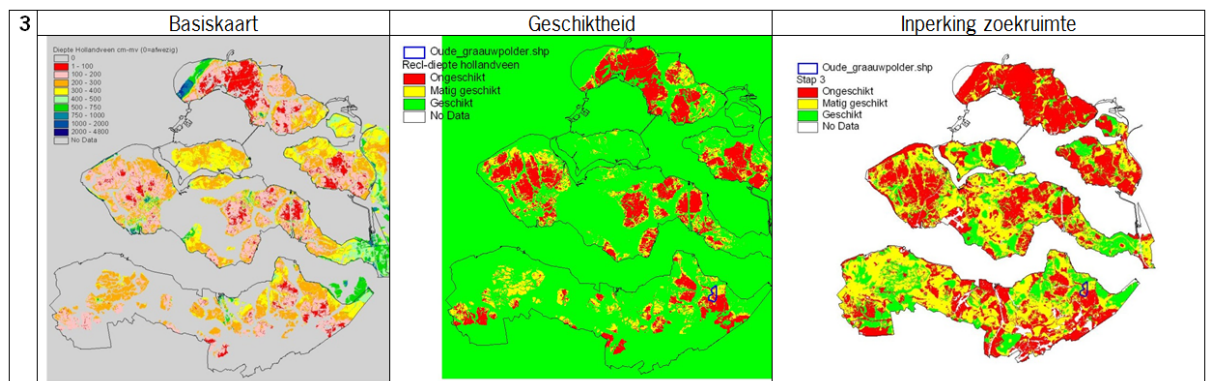 3
Basiskaart
Geschiktheid
Inperking zoekruimte
Diepte Hollandveen cm-mv (0=afwezig)
0
1 - 100
100 - 200
200 - 300
300 - 400
400 - 500
500 - 750
750 - 1000
1000 - 2000
2000 - 4800
No Data
Oude_graauwpolder.shp
Recl-diepte hollandveen
Ongeschikt
Matig geschikt
Geschikt
No Data
Oude_graauwpolder.shp
Stap 3
Ongeschikt
Matig geschikt
Geschikt
No Data